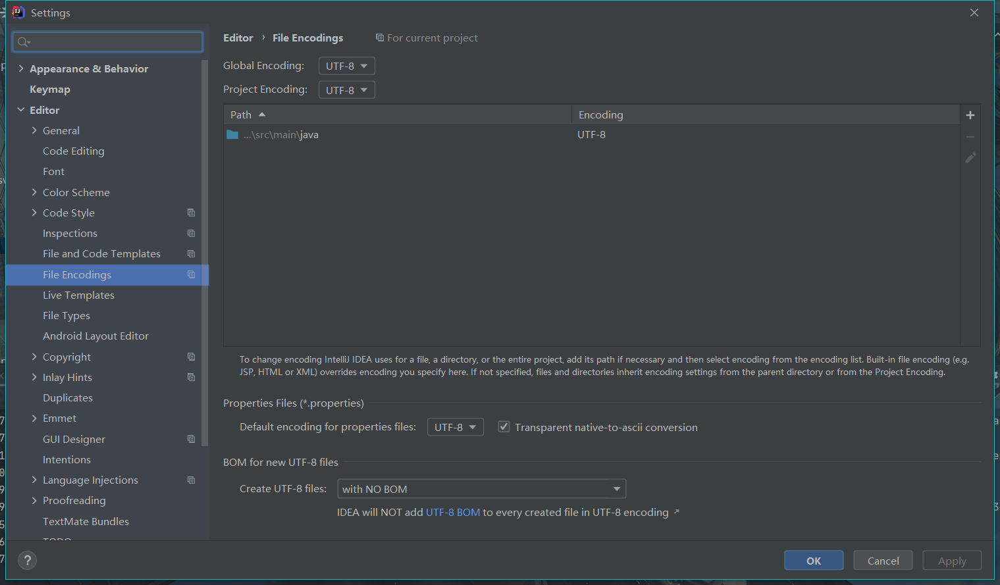 Settings
Appearance & Behavior
Keymap
Editor
General
Code Editing
Font
Color Scheme
Code Style
Inspections
File and Code Templates
File Encodings
Live Templates
File Types
Android Layout Editor
Copyright
Inlay Hints
Duplicates
Emmet
GUI Designer
Intentions
Language Injections
Proofreading
TextMate Bundles
TODO
Editor › File Encodings For current project
Global Encoding: UTF-8
Project Encoding: UTF-8
Path Encoding
...\src\main\java UTF-8
To change encoding IntelliJ IDEA uses for a file, a directory, or the entire project, add its path if necessary and then select encoding from the encoding list. Built-in file encoding (e.g.
JSP, HTML or XML) overrides encoding you specify here. If not specified, files and directories inherit encoding settings from the parent directory or from the Project Encoding.
Properties Files (*.properties)
Default encoding for properties files: UTF-8 Transparent native-to-ascii conversion
BOM for new UTF-8 files
Create UTF-8 files: with NO BOM
IDEA will NOT add UTF-8 BOM to every created file in UTF-8 encoding ↗
? OK Cancel Apply